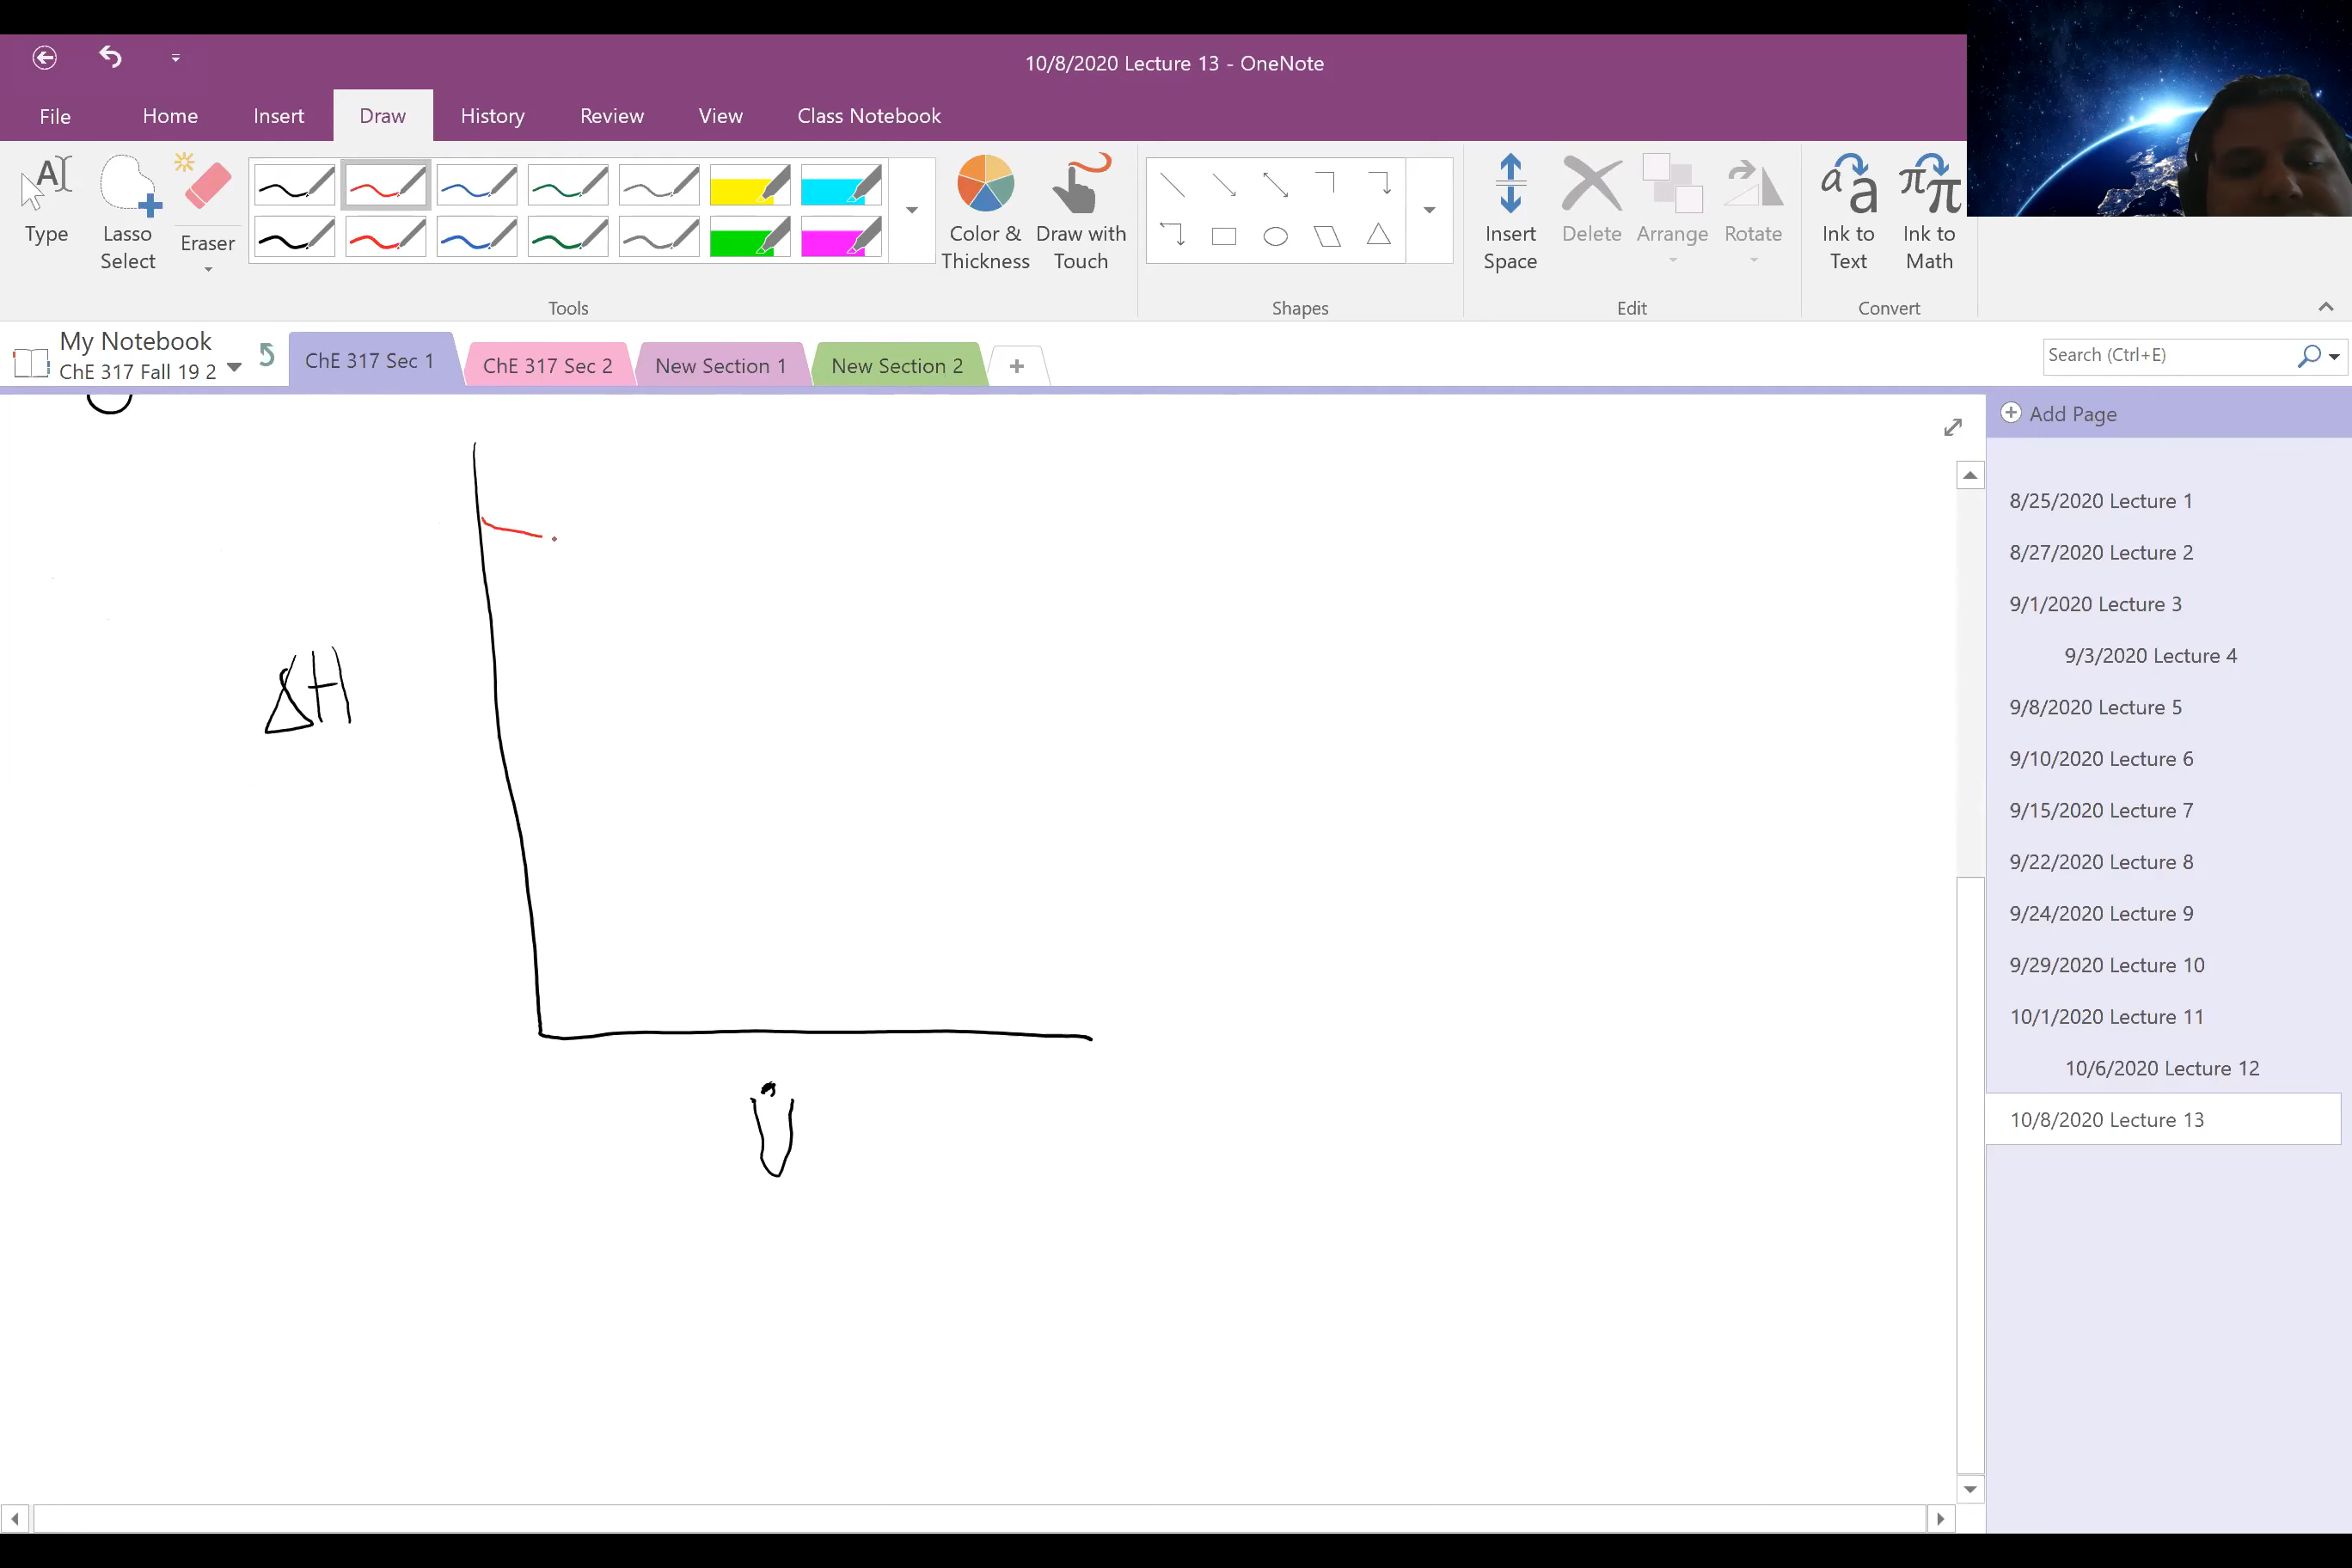 10/8/2020 Lecture 13 - OneNote
File Home Insert Draw History Review View Class Notebook
Type
Lasso Select
Eraser
Color & Thickness
Draw with Touch
Insert Space
Delete
Arrange
Rotate
Ink to Text
Ink to Math
Tools
Shapes
Edit
Convert
My Notebook
ChE 317 Fall 19 2
ChE 317 Sec 1
ChE 317 Sec 2
New Section 1
New Section 2
Search (Ctrl+E)
Add Page
8/25/2020 Lecture 1
8/27/2020 Lecture 2
9/1/2020 Lecture 3
9/3/2020 Lecture 4
9/8/2020 Lecture 5
9/10/2020 Lecture 6
9/15/2020 Lecture 7
9/22/2020 Lecture 8
9/24/2020 Lecture 9
9/29/2020 Lecture 10
10/1/2020 Lecture 11
10/6/2020 Lecture 12
10/8/2020 Lecture 13
ΔH
V̇